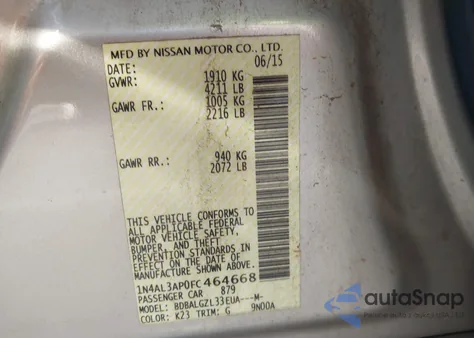 MFD BY NISSAN MOTOR CO., LTD.
DATE: 06/15
GVWR: 1910 KG
4211 LB
GAWR FR.: 1005 KG
2216 LB
GAWR RR.: 940 KG
2072 LB
THIS VEHICLE CONFORMS TO
ALL APPLICABLE FEDERAL
MOTOR VEHICLE SAFETY,
BUMPER, AND THEFT
PREVENTION STANDARDS IN
EFFECT ON THE DATE OF
MANUFACTURE SHOWN ABOVE.
1N4AL3AP0FC464668
PASSENGER CAR 879
MODEL: BDBALGZL33EUA---M-
COLOR: K23 TRIM: G 9N00A
autoSnap